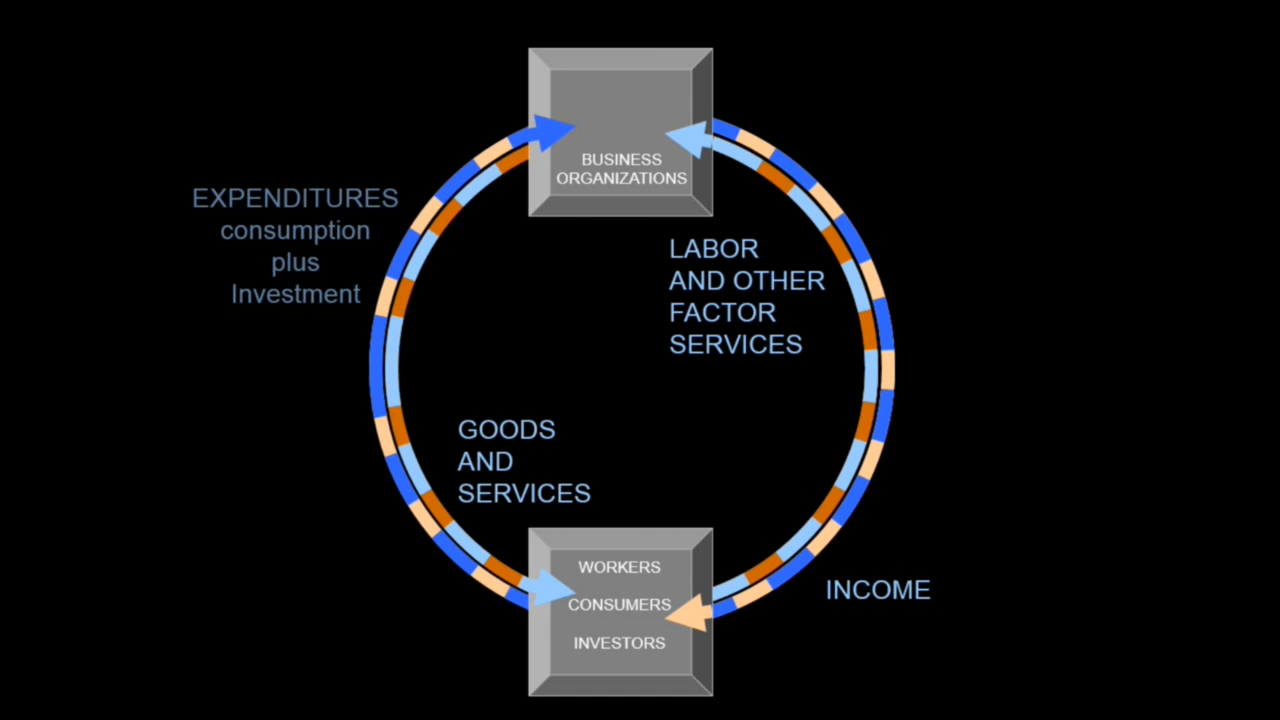 BUSINESS
ORGANIZATIONS
EXPENDITURES
consumption
plus
Investment
LABOR
AND OTHER
FACTOR
SERVICES
GOODS
AND
SERVICES
WORKERS
CONSUMERS
INVESTORS
INCOME